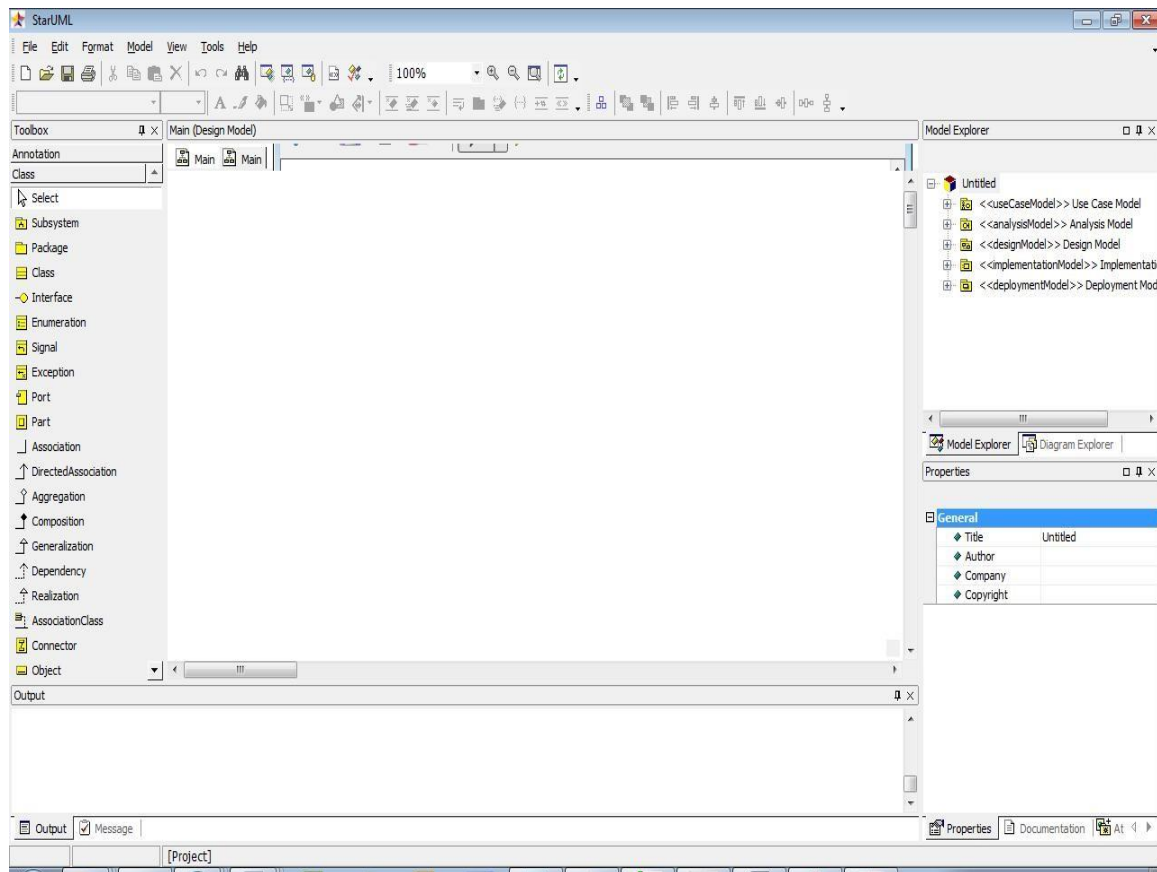 StarUML
File Edit Format Model View Tools Help
100%
Toolbox
Annotation
Class
Select
Subsystem
Package
Class
Interface
Enumeration
Signal
Exception
Port
Part
Association
DirectedAssociation
Aggregation
Composition
Generalization
Dependency
Realization
AssociationClass
Connector
Object
Main (Design Model)
Main Main
Model Explorer
Untitled
<<useCaseModel>> Use Case Model
<<analysisModel>> Analysis Model
<<designModel>> Design Model
<<implementationModel>> Implementati
<<deploymentModel>> Deployment Mod
Model Explorer Diagram Explorer
Properties
General
Title Untitled
Author
Company
Copyright
Output
Output Message
Properties Documentation At
[Project]